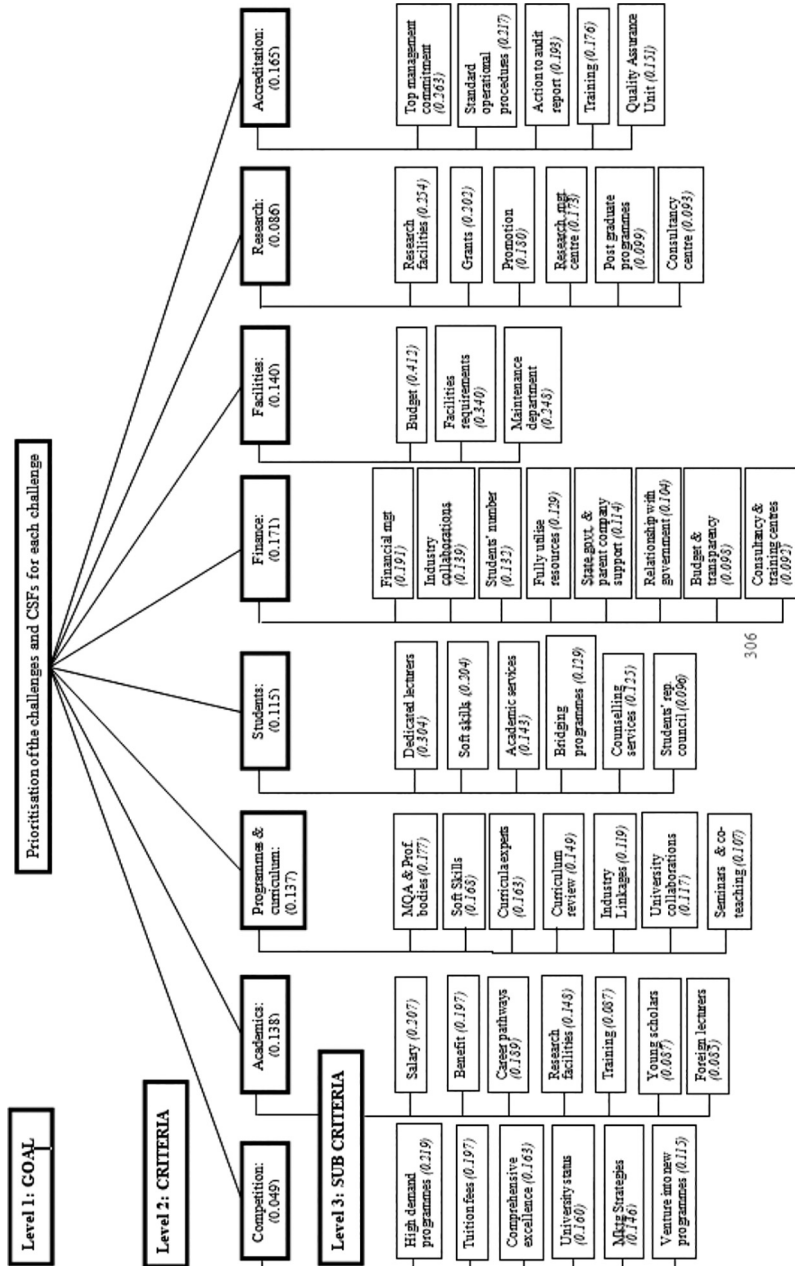 Level 1: GOAL
Prioritisation of the challenges and CSFs for each challenge
Level 2: CRITERIA
Competition:
(0.049)
Academics:
(0.138)
Programmes &
curriculum:
(0.137)
Students:
(0.115)
Finance:
(0.171)
Facilities:
(0.140)
Research:
(0.086)
Accreditation:
(0.165)
Level 3: SUB CRITERIA
High demand
programmes (0.219)
Tuition fees (0.197)
Comprehensive
excellence (0.163)
University status
(0.160)
Mktg Strategies
(0.146)
Venture into new
programmes (0.115)
Salary (0.207)
Benefit (0.197)
Career pathways
(0.189)
Research
facilities (0.148)
Training (0.087)
Young scholars
(0.087)
Foreign lecturers
(0.085)
MQA & Prof.
bodies (0.177)
Soft Skills
(0.168)
Curricula experts
(0.163)
Curriculum
review (0.149)
Industry
Linkages (0.119)
University
collaborations
(0.117)
Seminars & co-
teaching (0.107)
Dedicated lecturers
(0.304)
Soft skills (0.204)
Academic services
(0.143)
Bridging
programmes (0.129)
Counselling
services (0.125)
Students' rep.
council (0.096)
Financial mgt
(0.191)
Industry
collaborations
(0.139)
Students' number
(0.132)
Fully utilise
resources (0.129)
State govt. &
parent company
support (0.114)
Relationship with
government (0.104)
Budget &
transparency
(0.098)
Consultancy &
training centres
(0.092)
Budget (0.412)
Facilities
requirements
(0.340)
Maintenance
department
(0.248)
Research
facilities (0.254)
Grants (0.202)
Promotion
(0.180)
Research mgt
centre (0.173)
Post graduate
programmes
(0.099)
Consultancy
centre (0.093)
Top management
commitment
(0.263)
Standard
operational
procedures (0.217)
Action to audit
report (0.193)
Training (0.176)
Quality Assurance
Unit (0.151)
306